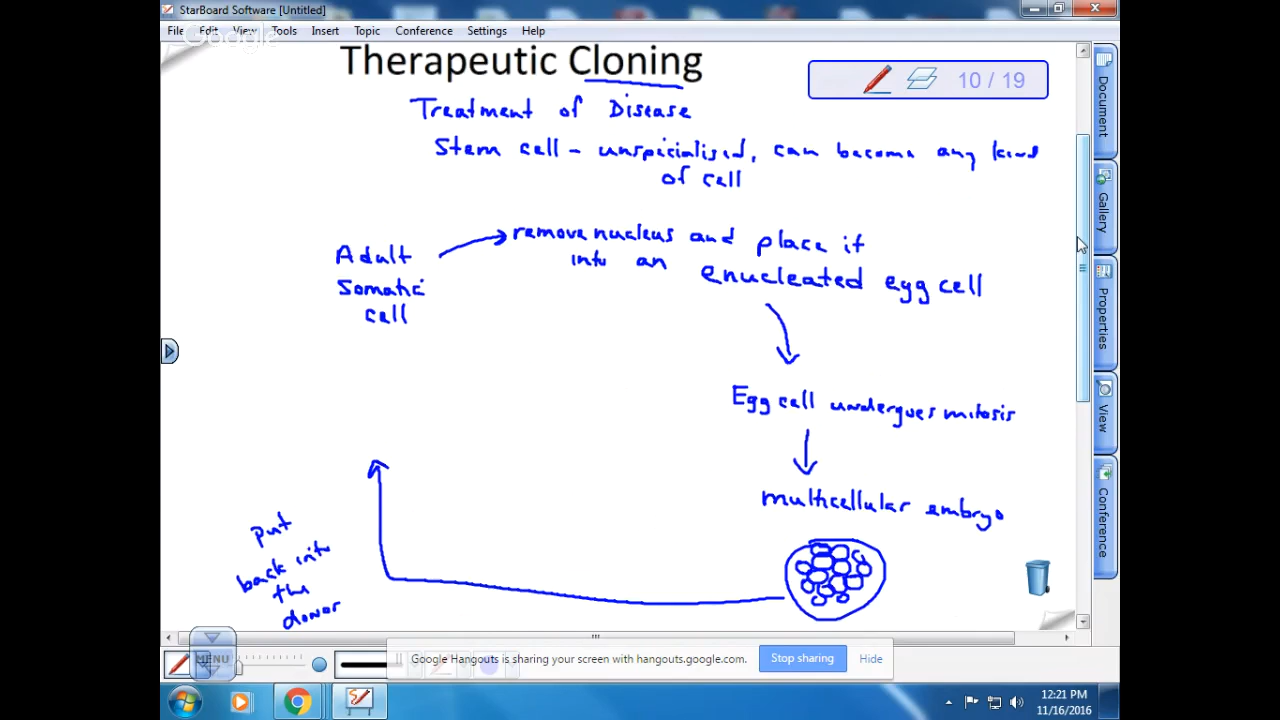 StarBoard Software [Untitled]
File Edit View Tools Insert Topic Conference Settings Help
Google
Therapeutic Cloning
10 / 19
Treatment of Disease
Stem cell - unspicialised, can become any kind
of cell
Adult
Somatic
cell
remove nucleus and place it
into an enucleated egg cell
Egg cell undergoes mitosis
multicellular embryo
put
back into
the
donor
Document
Gallery
Properties
View
Conference
MENU
Google Hangouts is sharing your screen with hangouts.google.com.
Stop sharing
Hide
12:21 PM
11/16/2016